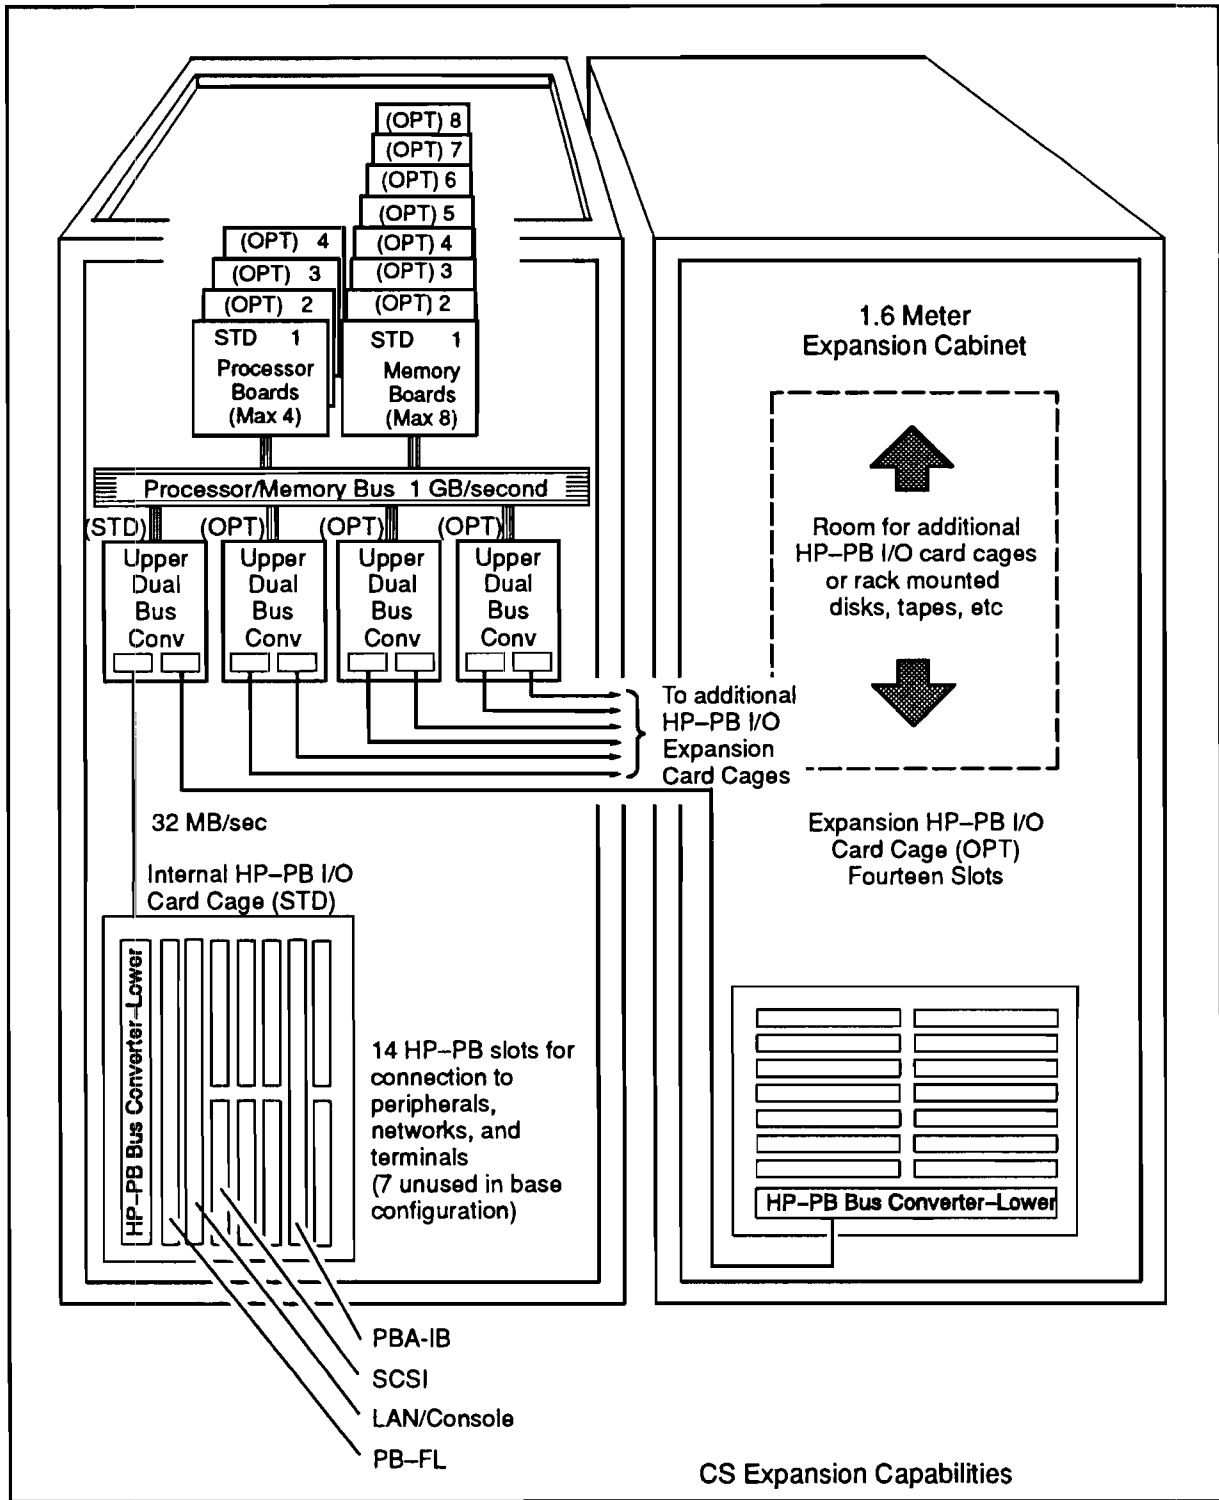 (OPT) 8
(OPT) 7
(OPT) 6
(OPT) 5
(OPT) 4
(OPT) 3
(OPT) 2
STD 1
Memory
Boards
(Max 8)
(OPT) 4
(OPT) 3
(OPT) 2
STD 1
Processor
Boards
(Max 4)
Processor/Memory Bus 1 GB/second
(STD)
(OPT)
(OPT)
(OPT)
Upper
Dual
Bus
Conv
Upper
Dual
Bus
Conv
Upper
Dual
Bus
Conv
Upper
Dual
Bus
Conv
To additional
HP–PB I/O
Expansion
Card Cages
32 MB/sec
Internal HP–PB I/O
Card Cage (STD)
HP–PB Bus Converter–Lower
14 HP–PB slots for
connection to
peripherals,
networks, and
terminals
(7 unused in base
configuration)
PBA-IB
SCSI
LAN/Console
PB–FL
1.6 Meter
Expansion Cabinet
Room for additional
HP–PB I/O card cages
or rack mounted
disks, tapes, etc
Expansion HP–PB I/O
Card Cage (OPT)
Fourteen Slots
HP–PB Bus Converter–Lower
CS Expansion Capabilities